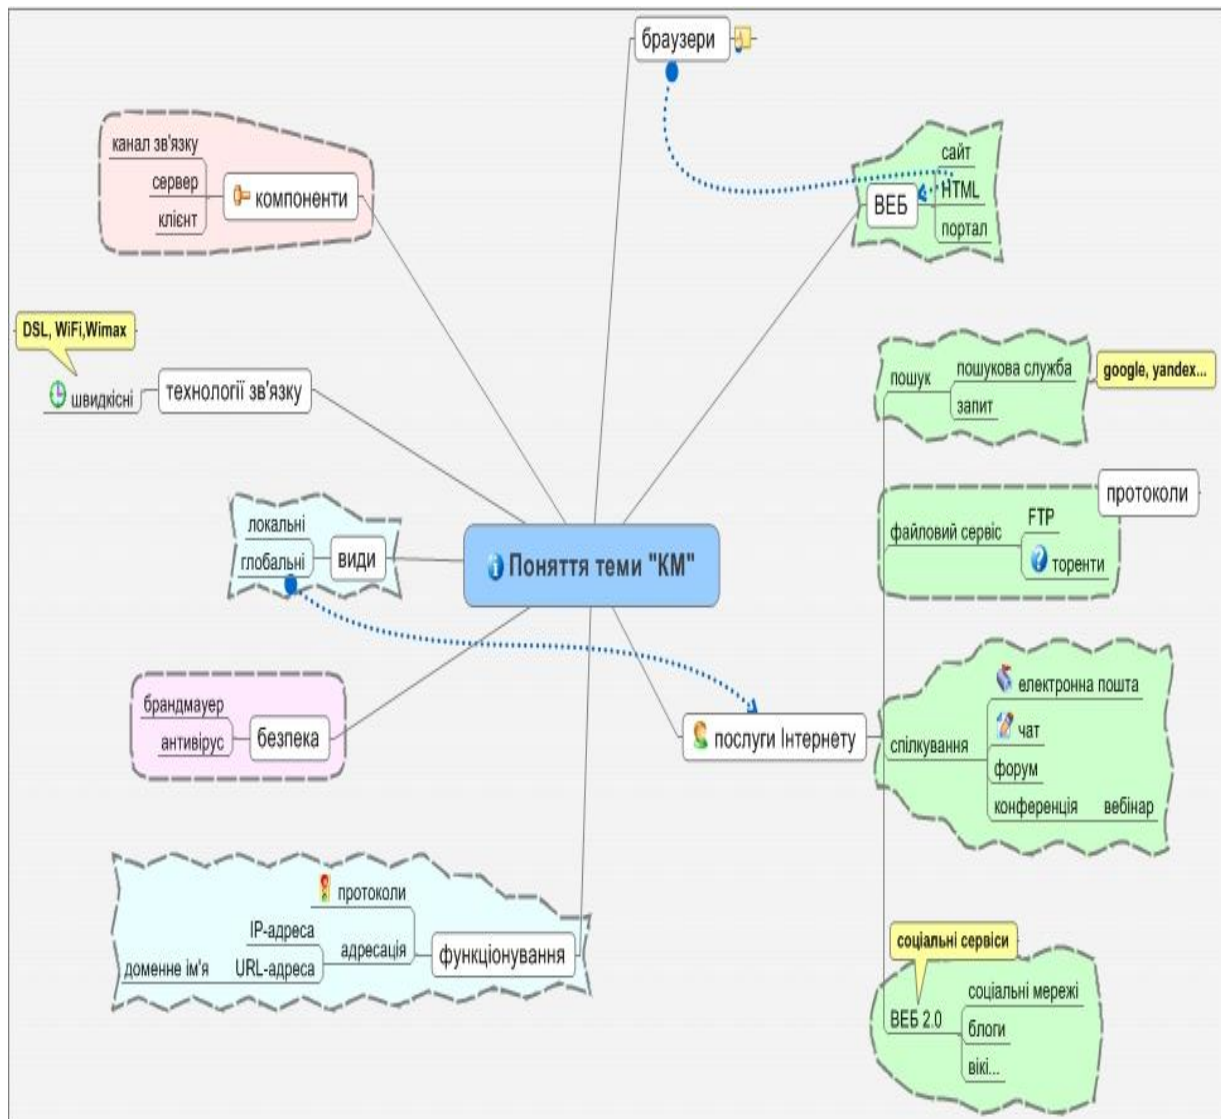 браузери
канал зв'язку
сервер
клієнт
компоненти
ВЕБ
сайт
HTML
портал
DSL, WiFi,Wimax
швидкісні
технології зв'язку
пошук
пошукова служба
запит
google, yandex...
локальні
глобальні
види
Поняття теми "КМ"
протоколи
файловий сервіс
FTP
торенти
брандмауер
антивірус
безпека
послуги Інтернету
спілкування
електронна пошта
чат
форум
конференція вебінар
протоколи
IP-адреса
адресація
доменне ім'я URL-адреса
функціонування
соціальні сервіси
ВЕБ 2.0
соціальні мережі
блоги
вікі...